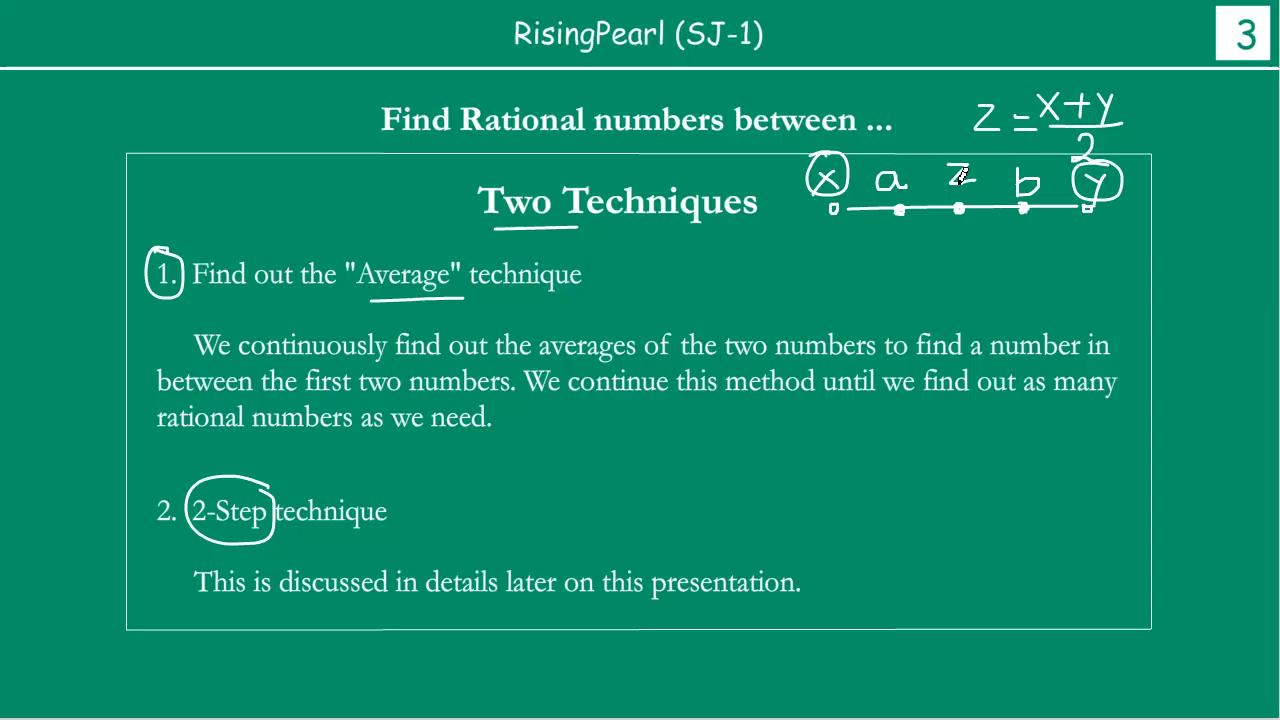 RisingPearl (SJ-1)
3
Find Rational numbers between ...
z = x+y
2
x a z b y
Two Techniques
1. Find out the "Average" technique
We continuously find out the averages of the two numbers to find a number in
between the first two numbers. We continue this method until we find out as many
rational numbers as we need.
2. 2-Step technique
This is discussed in details later on this presentation.